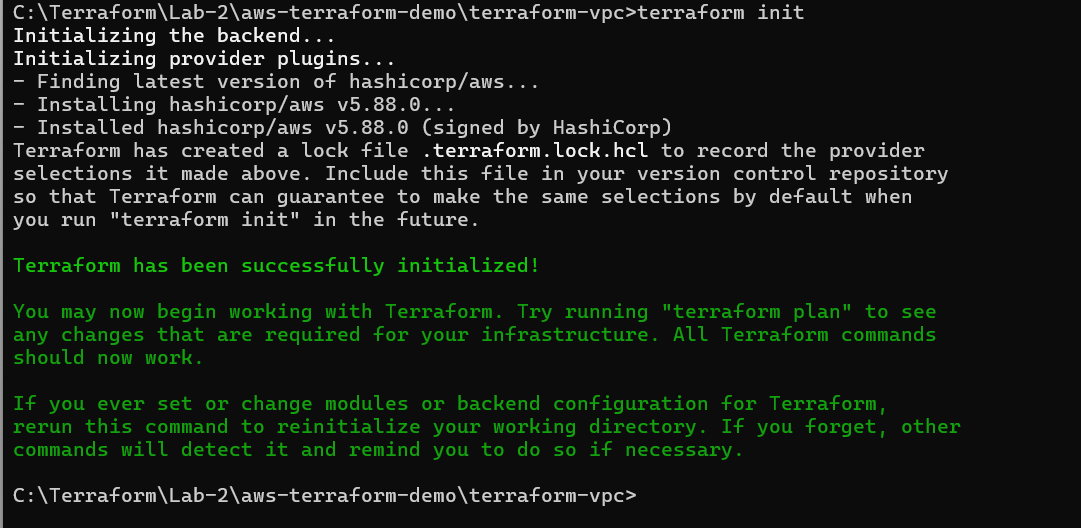 C:\Terraform\Lab-2\aws-terraform-demo\terraform-vpc>terraform init
Initializing the backend...
Initializing provider plugins...
- Finding latest version of hashicorp/aws...
- Installing hashicorp/aws v5.88.0...
- Installed hashicorp/aws v5.88.0 (signed by HashiCorp)
Terraform has created a lock file .terraform.lock.hcl to record the provider
selections it made above. Include this file in your version control repository
so that Terraform can guarantee to make the same selections by default when
you run "terraform init" in the future.

Terraform has been successfully initialized!

You may now begin working with Terraform. Try running "terraform plan" to see
any changes that are required for your infrastructure. All Terraform commands
should now work.

If you ever set or change modules or backend configuration for Terraform,
rerun this command to reinitialize your working directory. If you forget, other
commands will detect it and remind you to do so if necessary.

C:\Terraform\Lab-2\aws-terraform-demo\terraform-vpc>